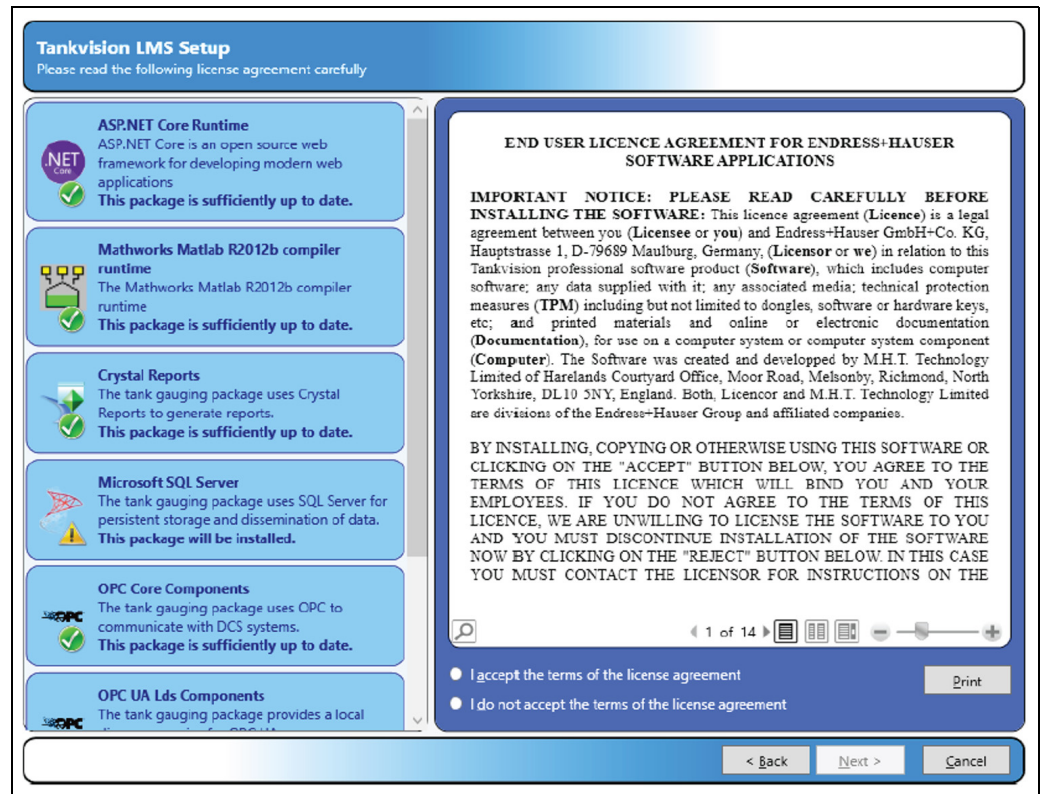 Tankvision LMS Setup
Please read the following license agreement carefully
ASP.NET Core Runtime
ASP.NET Core is an open source web
framework for developing modern web
applications
This package is sufficiently up to date.
.NET
Core
Mathworks Matlab R2012b compiler
runtime
The Mathworks Matlab R2012b compiler
runtime
This package is sufficiently up to date.
Crystal Reports
The tank gauging package uses Crystal
Reports to generate reports.
This package is sufficiently up to date.
Microsoft SQL Server
The tank gauging package uses SQL Server for
persistent storage and dissemination of data.
This package will be installed.
OPC Core Components
The tank gauging package uses OPC to
communicate with DCS systems.
This package is sufficiently up to date.
OPC
OPC UA Lds Components
The tank gauging package provides a local
OPC
END USER LICENCE AGREEMENT FOR ENDRESS+HAUSER
SOFTWARE APPLICATIONS
IMPORTANT NOTICE: PLEASE READ CAREFULLY BEFORE
INSTALLING THE SOFTWARE: This licence agreement (Licence) is a legal
agreement between you (Licensee or you) and Endress+Hauser GmbH+Co. KG,
Hauptstrasse 1, D-79689 Maulburg, Germany, (Licensor or we) in relation to this
Tankvision professional software product (Software), which includes computer
software; any data supplied with it; any associated media; technical protection
measures (TPM) including but not limited to dongles, software or hardware keys,
etc; and printed materials and online or electronic documentation
(Documentation), for use on a computer system or computer system component
(Computer). The Software was created and developped by M.H.T. Technology
Limited of Harelands Courtyard Office, Moor Road, Melsonby, Richmond, North
Yorkshire, DL10 5NY, England. Both, Licencor and M.H.T. Technology Limited
are divisions of the Endress+Hauser Group and affiliated companies.
BY INSTALLING, COPYING OR OTHERWISE USING THIS SOFTWARE OR
CLICKING ON THE "ACCEPT" BUTTON BELOW, YOU AGREE TO THE
TERMS OF THIS LICENCE WHICH WILL BIND YOU AND YOUR
EMPLOYEES. IF YOU DO NOT AGREE TO THE TERMS OF THIS
LICENCE, WE ARE UNWILLING TO LICENSE THE SOFTWARE TO YOU
AND YOU MUST DISCONTINUE INSTALLATION OF THE SOFTWARE
NOW BY CLICKING ON THE "REJECT" BUTTON BELOW. IN THIS CASE
YOU MUST CONTACT THE LICENSOR FOR INSTRUCTIONS ON THE
1 of 14
I accept the terms of the license agreement
I do not accept the terms of the license agreement
Print
< Back
Next >
Cancel